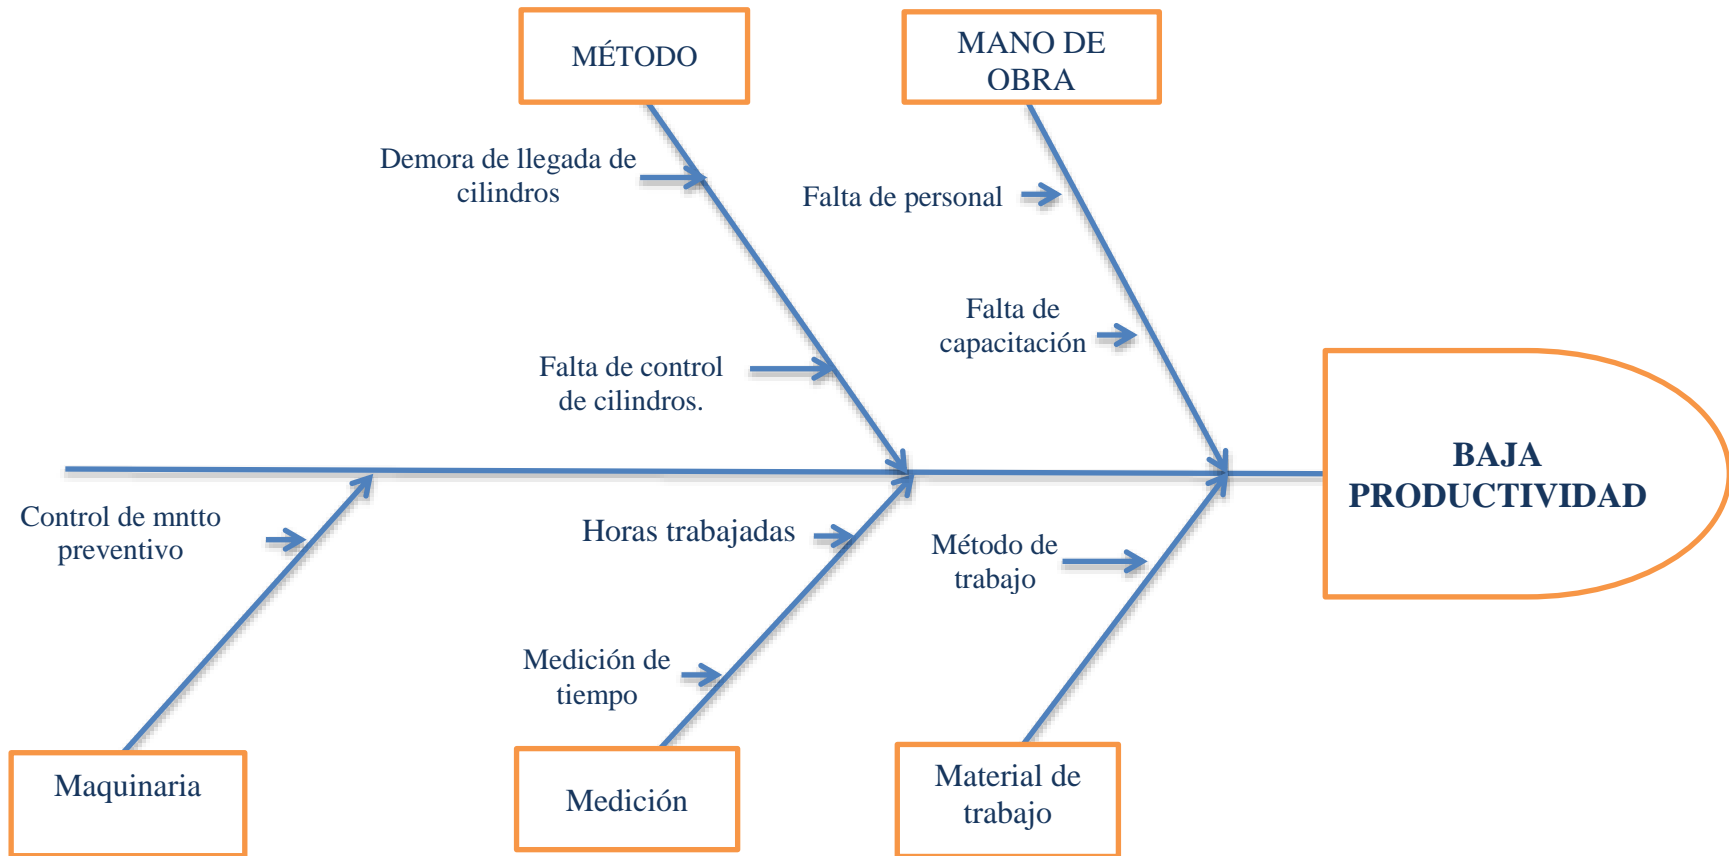 MÉTODO
MANO DE
OBRA
Demora de llegada de
cilindros
Falta de personal
Falta de
capacitación
Falta de control
de cilindros.
BAJA
PRODUCTIVIDAD
Control de mntto
preventivo
Horas trabajadas
Método de
trabajo
Medición de
tiempo
Maquinaria
Medición
Material de
trabajo